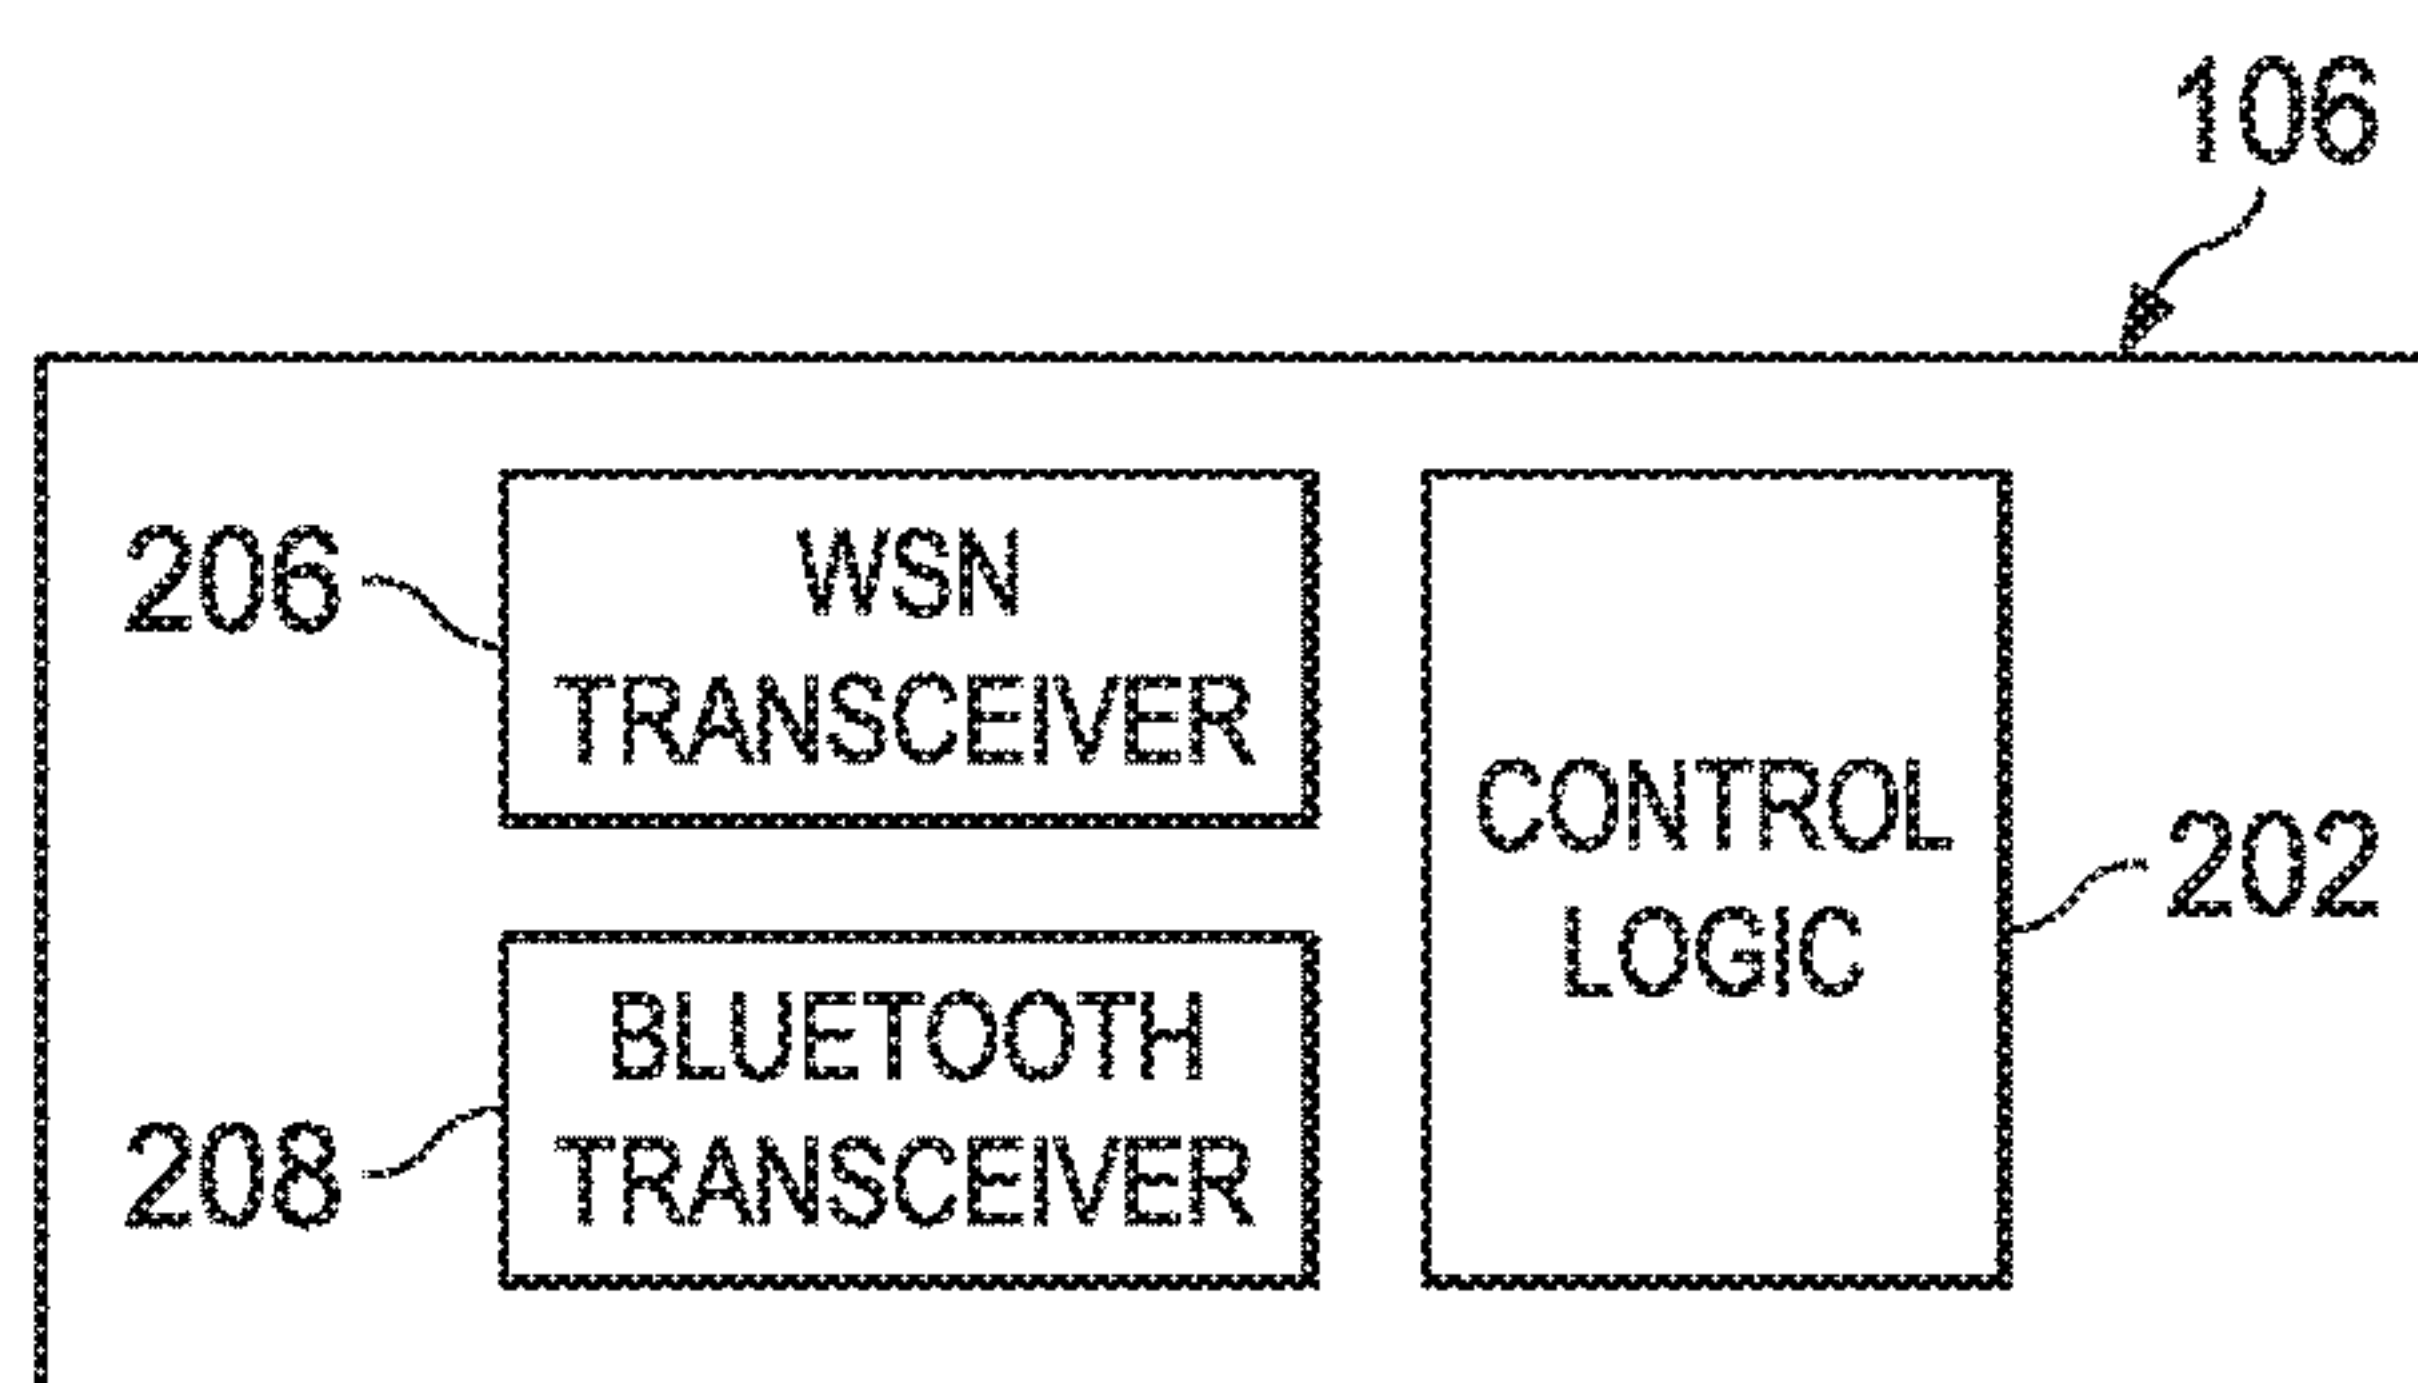 106
206
WSN
TRANSCEIVER
CONTROL
LOGIC
202
BLUETOOTH
TRANSCEIVER
208